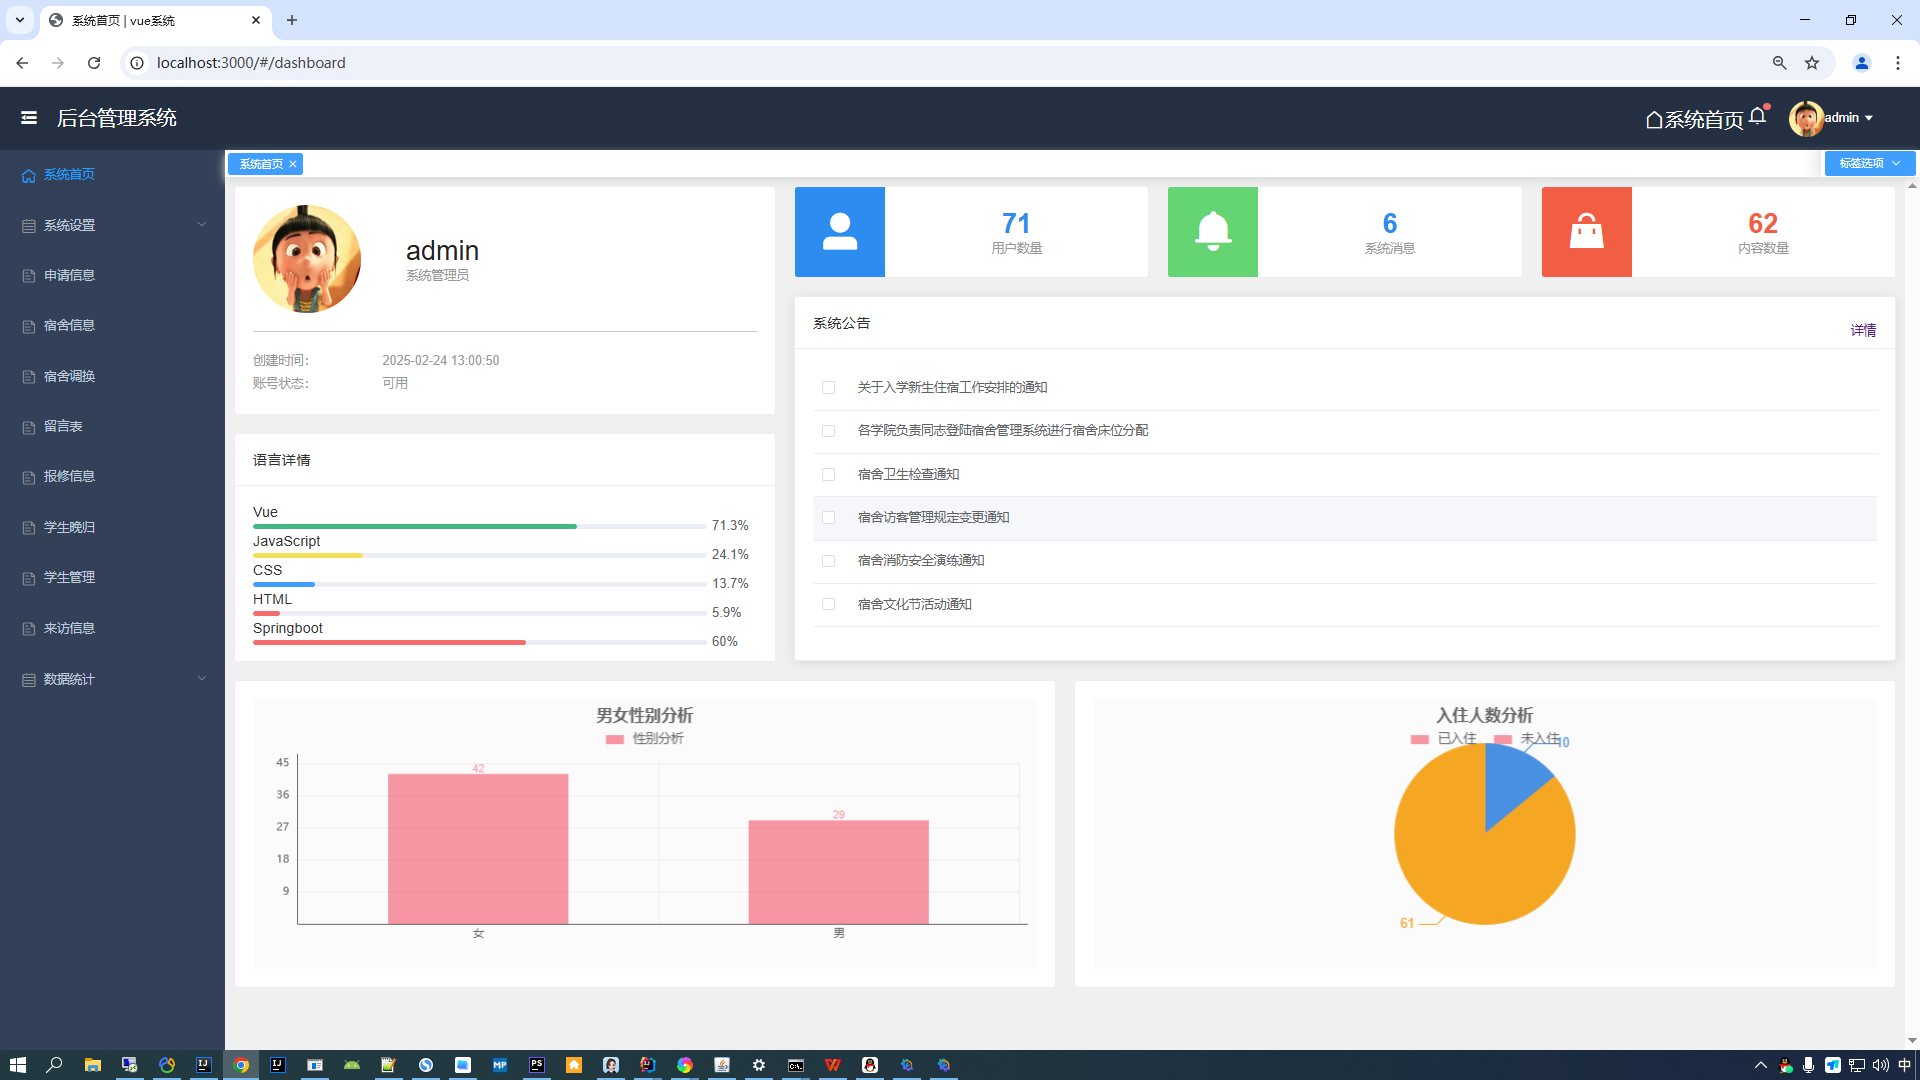 系统首页 | vue系统
localhost:3000/#/dashboard
后台管理系统
系统首页
admin
系统首页
系统设置
申请信息
宿舍信息
宿舍调换
留言表
报修信息
学生晚归
学生管理
来访信息
数据统计
系统首页
标签选项
admin
系统管理员
创建时间:
2025-02-24 13:00:50
账号状态:
可用
71
用户数量
6
系统消息
62
内容数量
系统公告
详情
关于入学新生住宿工作安排的通知
各学院负责同志登陆宿舍管理系统进行宿舍床位分配
宿舍卫生检查通知
宿舍访客管理规定变更通知
宿舍消防安全演练通知
宿舍文化节活动通知
语言详情
Vue
71.3%
JavaScript
24.1%
CSS
13.7%
HTML
5.9%
Springboot
60%
男女性别分析
性别分析
45
36
27
18
9
42
29
女
男
入住人数分析
已入住
未入住
10
61
中